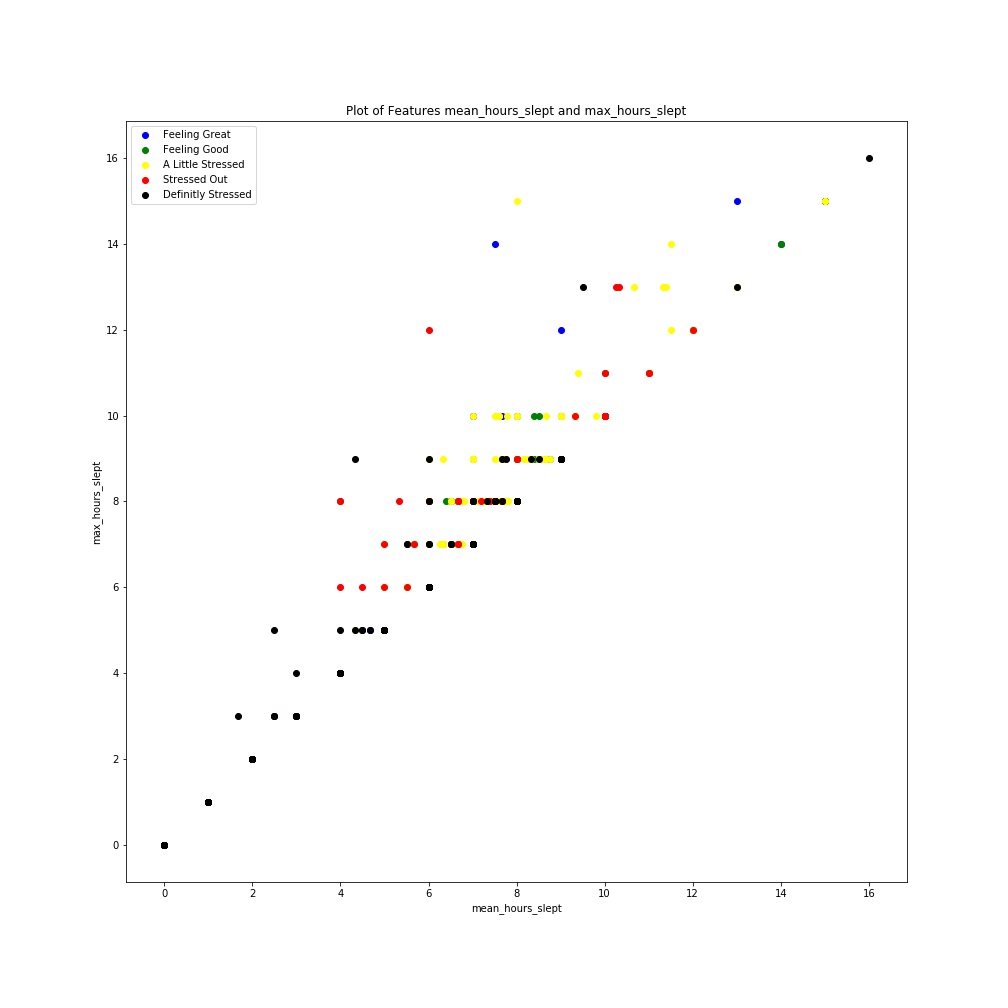 Plot of Features mean_hours_slept and max_hours_slept
Feeling Great
Feeling Good
A Little Stressed
Stressed Out
Definitly Stressed
16
14
12
10
8
6
4
2
0
max_hours_slept
0 2 4 6 8 10 12 14 16
mean_hours_slept